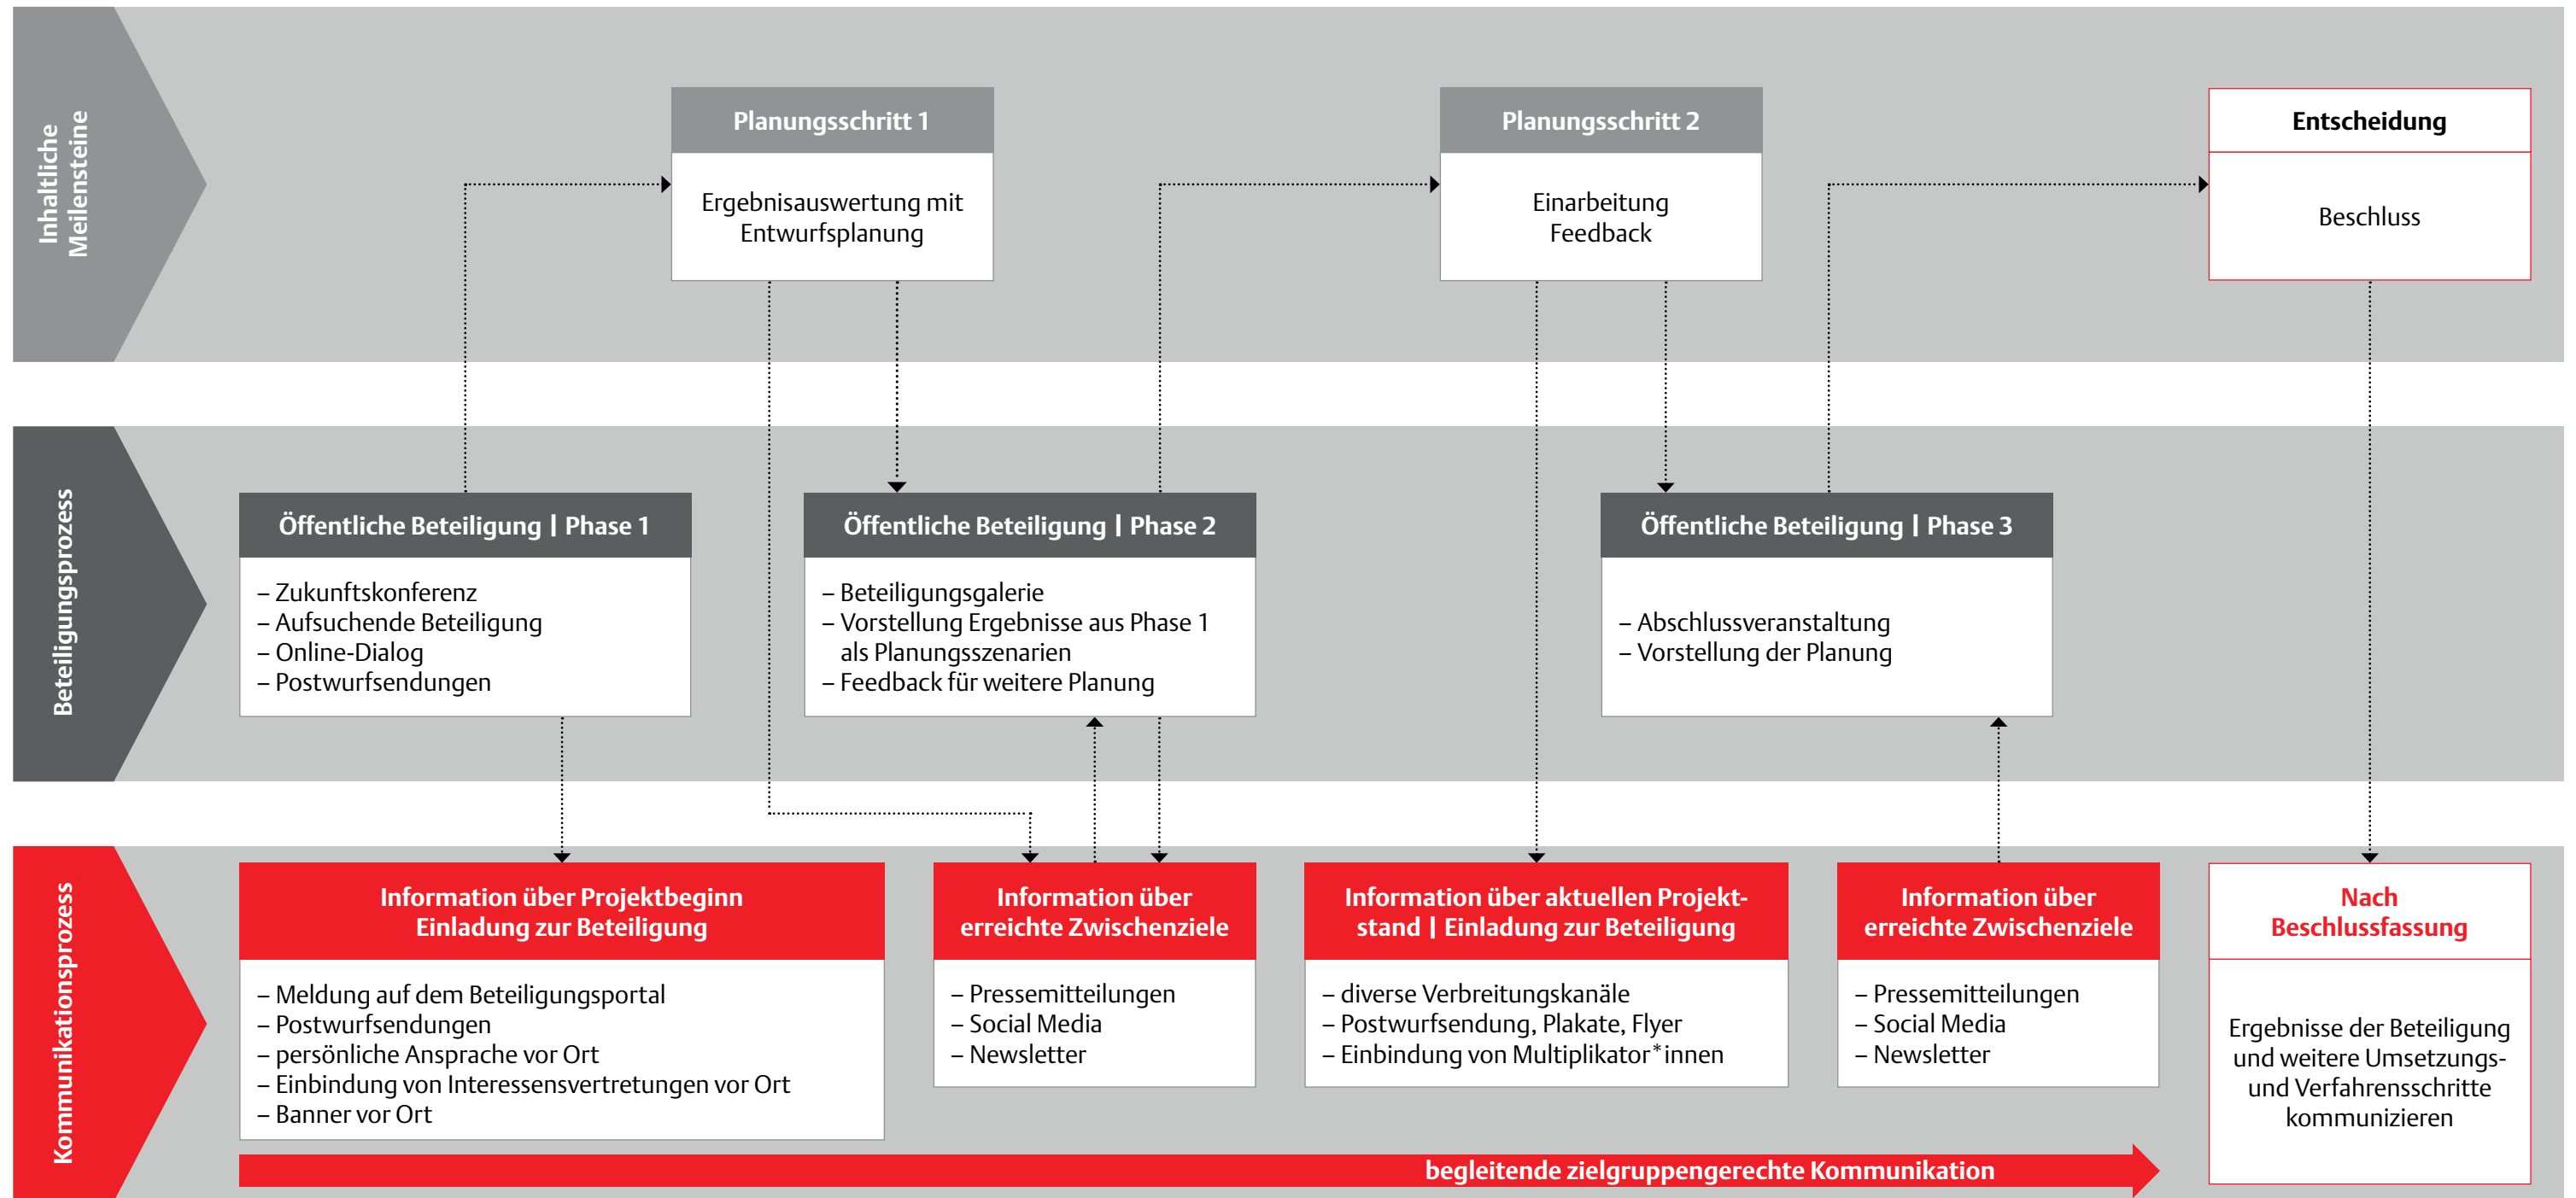 Inhaltliche
Meilensteine
Planungsschritt 1
Ergebnisauswertung mit
Entwurfsplanung
Planungsschritt 2
Einarbeitung
Feedback
Entscheidung
Beschluss
Beteiligungsprozess
Öffentliche Beteiligung | Phase 1
– Zukunftskonferenz
– Aufsuchende Beteiligung
– Online-Dialog
– Postwurfsendungen
Öffentliche Beteiligung | Phase 2
– Beteiligungsgalerie
– Vorstellung Ergebnisse aus Phase 1
als Planungsszenarien
– Feedback für weitere Planung
Öffentliche Beteiligung | Phase 3
– Abschlussveranstaltung
– Vorstellung der Planung
Kommunikationsprozess
Information über Projektbeginn
Einladung zur Beteiligung
– Meldung auf dem Beteiligungsportal
– Postwurfsendungen
– persönliche Ansprache vor Ort
– Einbindung von Interessensvertretungen vor Ort
– Banner vor Ort
Information über
erreichte Zwischenziele
– Pressemitteilungen
– Social Media
– Newsletter
Information über aktuellen Projekt-
stand | Einladung zur Beteiligung
– diverse Verbreitungskanäle
– Postwurfsendung, Plakate, Flyer
– Einbindung von Multiplikator*innen
Information über
erreichte Zwischenziele
– Pressemitteilungen
– Social Media
– Newsletter
Nach
Beschlussfassung
Ergebnisse der Beteiligung
und weitere Umsetzungs-
und Verfahrensschritte
kommunizieren
begleitende zielgruppengerechte Kommunikation